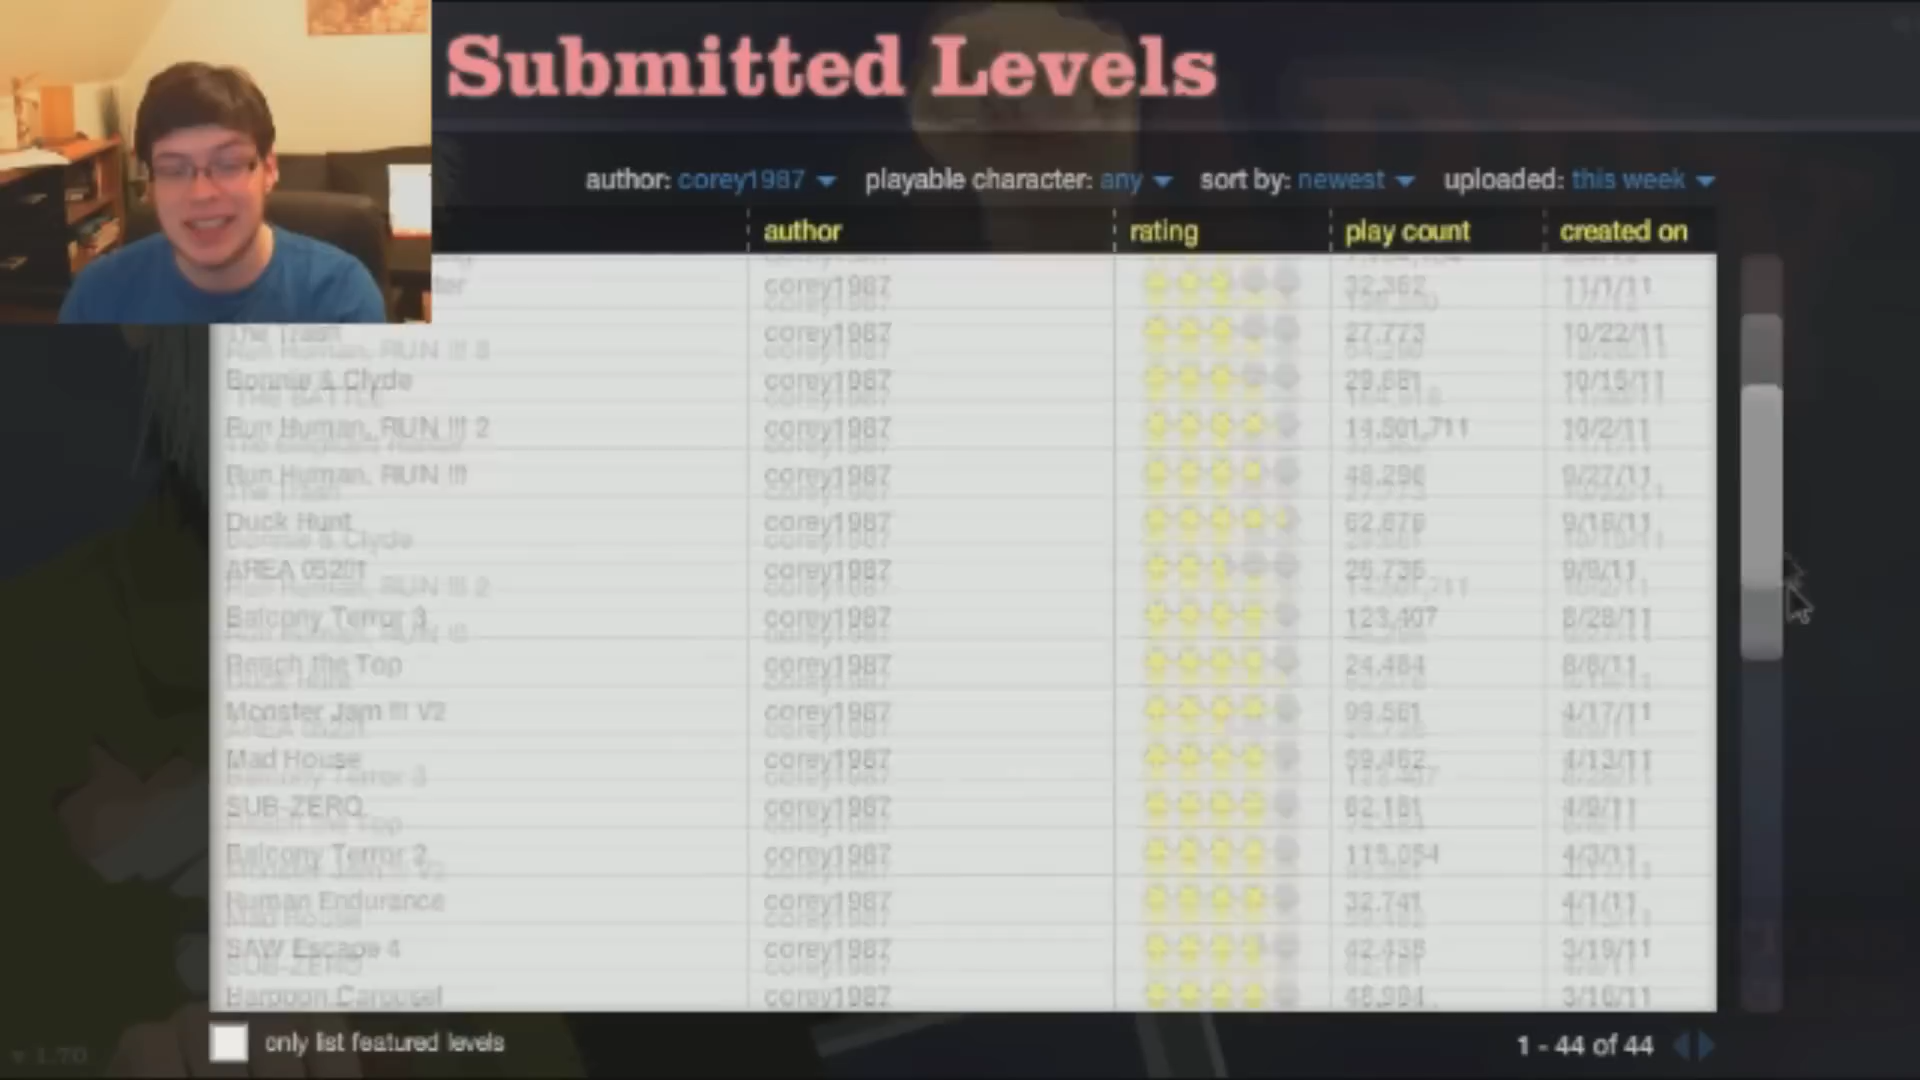 Submitted Levels
author: corey1987 playable character: any sort by: newest uploaded: this week
author rating play count created on
corey1987 32,362 11/1/11
The Trash corey1987 27,773 10/22/11
Bonnie & Clyde corey1987 29,681 10/15/11
Run Human, RUN !!! 2 corey1987 14,501,711 10/2/11
Run Human, RUN !!! corey1987 48,296 9/27/11
Duck Hunt corey1987 62,676 9/18/11
AREA 05201 corey1987 26,736 9/9/11
Balcony Terror 3 corey1987 123,407 8/28/11
Reach the Top corey1987 24,484 8/8/11
Monster Jam !!! V2 corey1987 99,561 4/17/11
Mad House corey1987 59,462 4/13/11
SUB-ZERO corey1987 62,181 4/9/11
Balcony Terror 2 corey1987 4/3/11
Human Endurance corey1987 32,741 4/1/11
SAW Escape 4 corey1987 42,436 3/19/11
Harpoon Carousel corey1987 3/16/11
only list featured levels 1 - 44 of 44
v 1.70